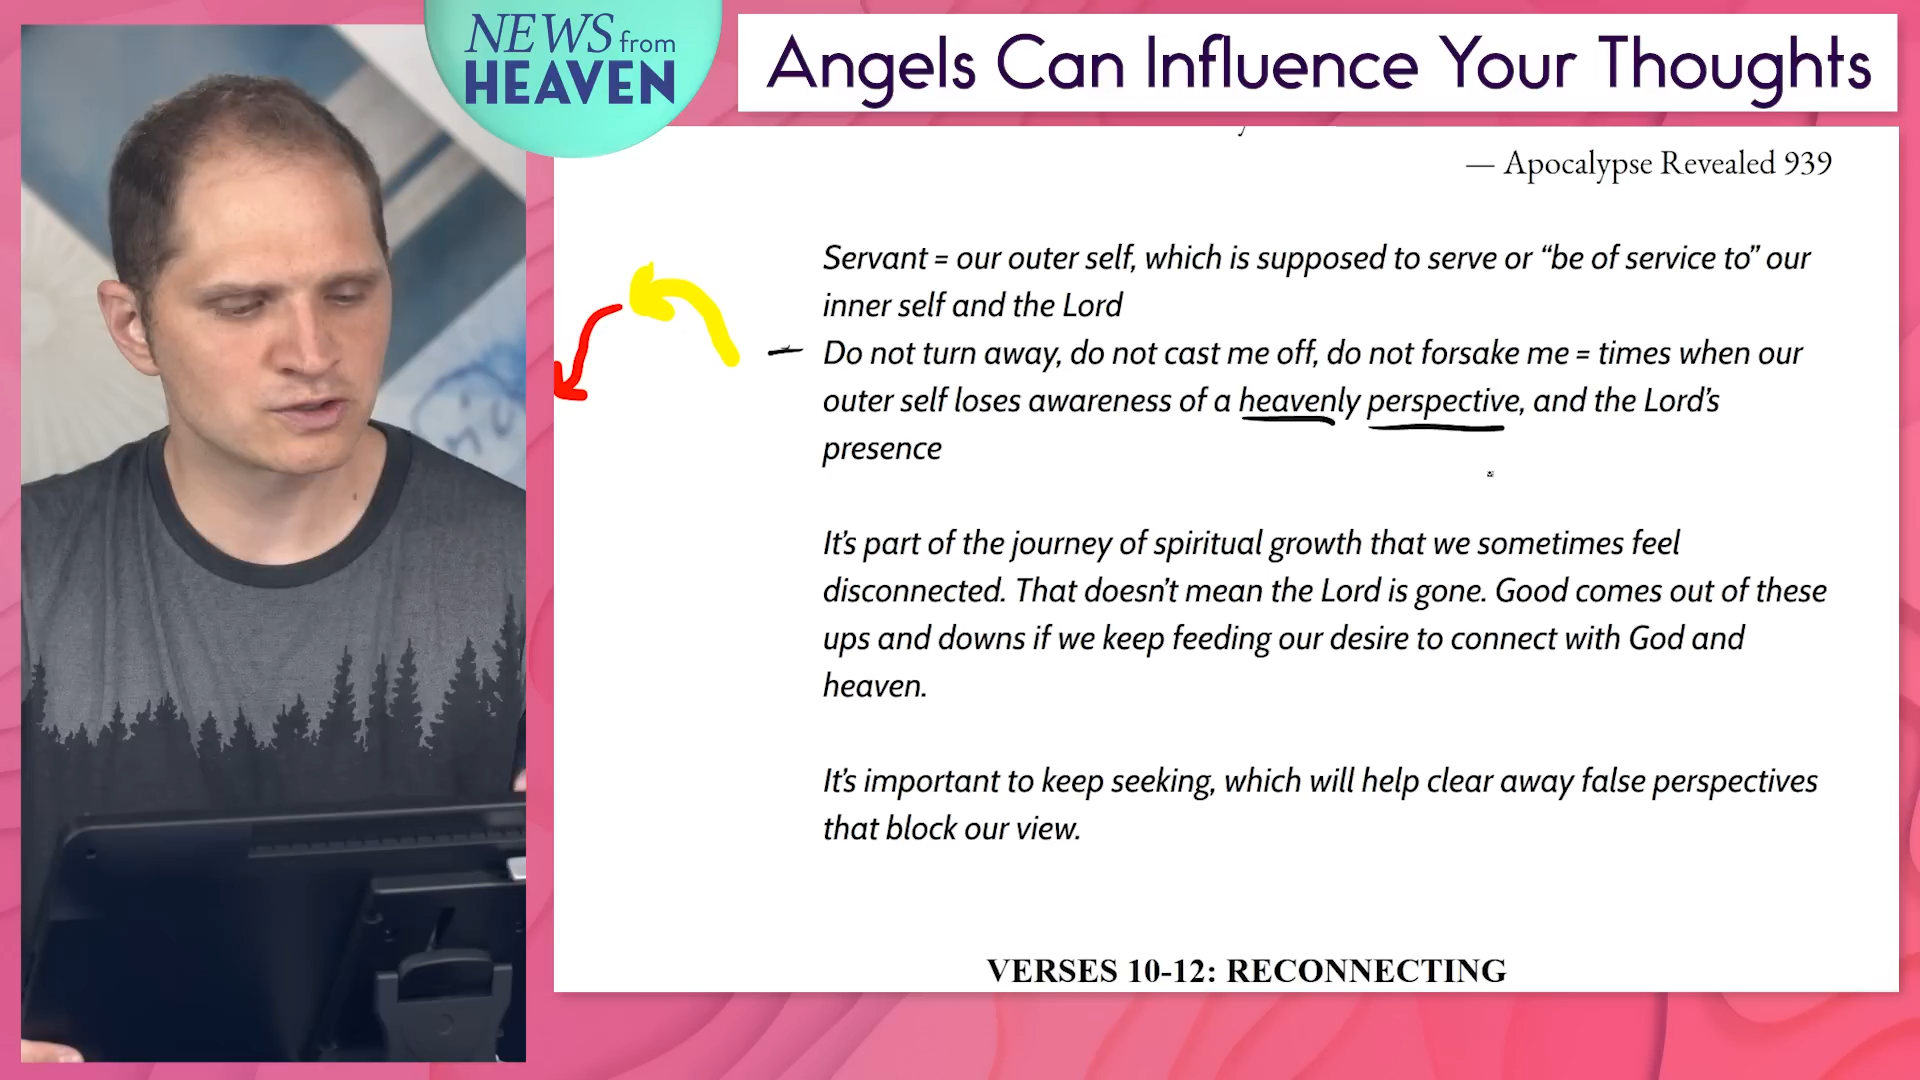 NEWS from
HEAVEN
Angels Can Influence Your Thoughts
— Apocalypse Revealed 939
Servant = our outer self, which is supposed to serve or “be of service to” our
inner self and the Lord
Do not turn away, do not cast me off, do not forsake me = times when our
outer self loses awareness of a heavenly perspective, and the Lord’s
presence
It’s part of the journey of spiritual growth that we sometimes feel
disconnected. That doesn’t mean the Lord is gone. Good comes out of these
ups and downs if we keep feeding our desire to connect with God and
heaven.
It’s important to keep seeking, which will help clear away false perspectives
that block our view.
VERSES 10-12: RECONNECTING